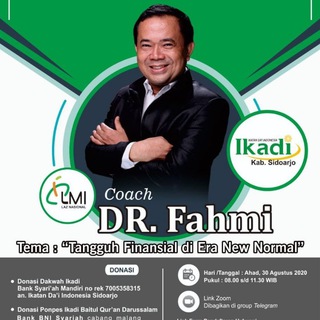 IKATAN DA'I INDONESIA
Ikadi
Kab. Sidoarjo
LMI
LAZ NASIONAL
Coach
DR. Fahmi
Tema : "Tangguh Finansial di Era New Normal"
DONASI
Donasi Dakwah Ikadi
Bank Syari'ah Mandiri no rek 7005358315
an. Ikatan Da'i Indonesia Sidoarjo
Donasi Ponpes Ikadi Baitul Qur'an Darussalam
Bank BNI Syariah cabang malang
Hari /Tanggal : Ahad, 30 Agustus 2020
Pukul : 08.00 s/d 11.30 WIB
Link Zoom
Dibagikan di group Telegram